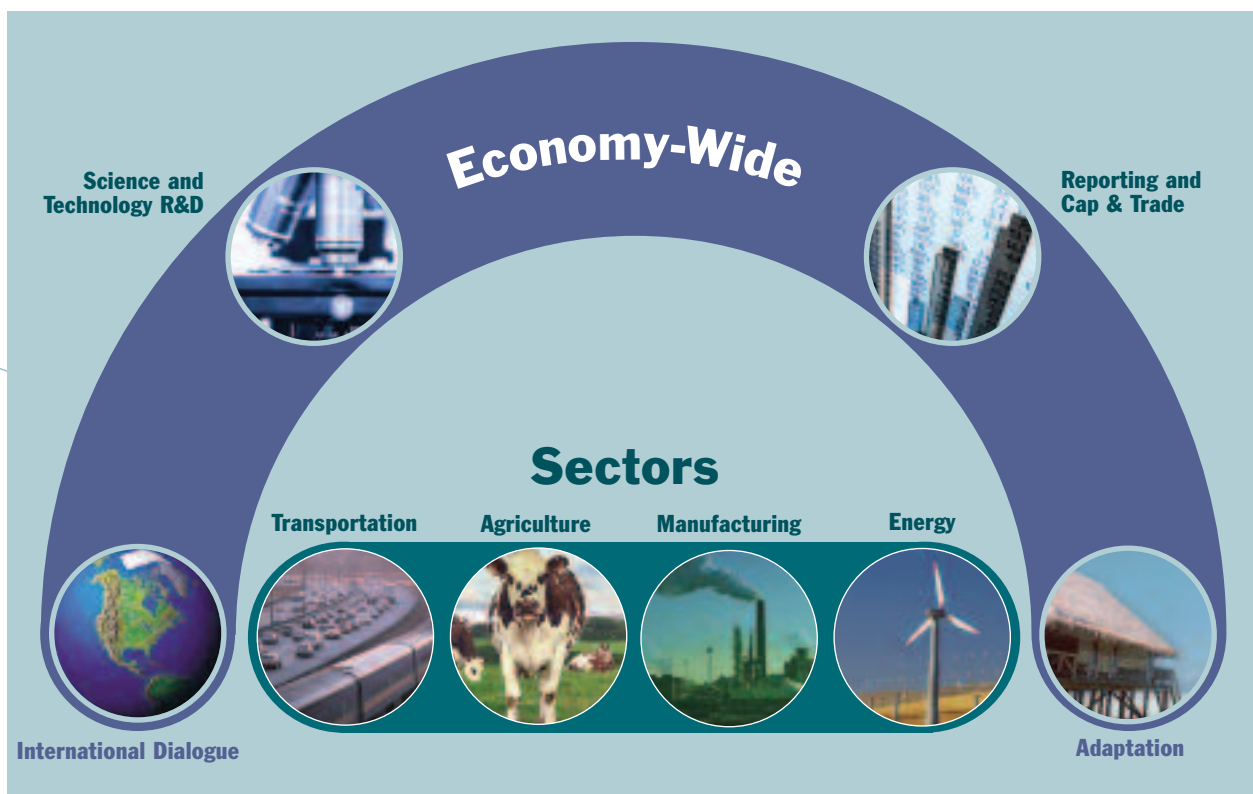 Economy-Wide
Science and
Technology R&D
Reporting and
Cap & Trade
Sectors
Transportation
Agriculture
Manufacturing
Energy
International Dialogue
Adaptation